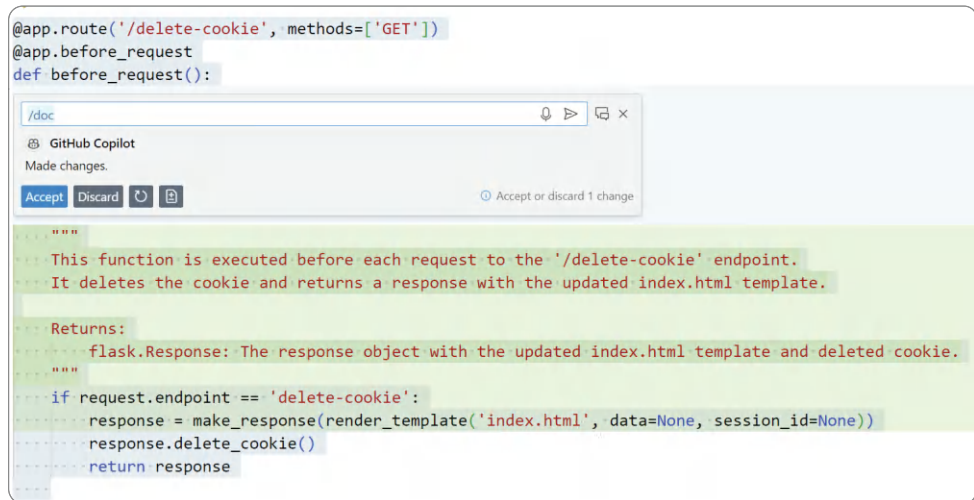 @app.route('/delete-cookie', methods=['GET'])
@app.before_request
def before_request():
/doc
GitHub Copilot
Made changes.
Accept Discard Accept or discard 1 change
"""
This function is executed before each request to the '/delete-cookie' endpoint.
It deletes the cookie and returns a response with the updated index.html template.
Returns:
flask.Response: The response object with the updated index.html template and deleted cookie.
"""
if request.endpoint == 'delete-cookie':
response = make_response(render_template('index.html', data=None, session_id=None))
response.delete_cookie()
return response